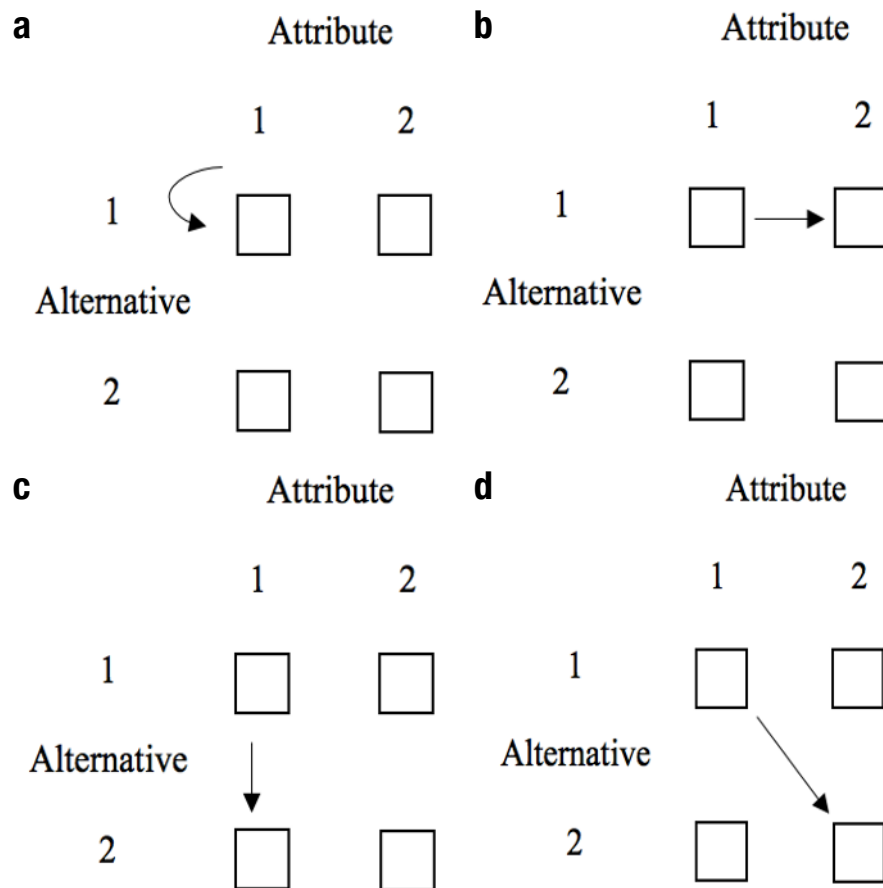 a
Attribute
1 2
1
Alternative
2
b
Attribute
1 2
1
Alternative
2
c
Attribute
1 2
1
Alternative
2
d
Attribute
1 2
1
Alternative
2